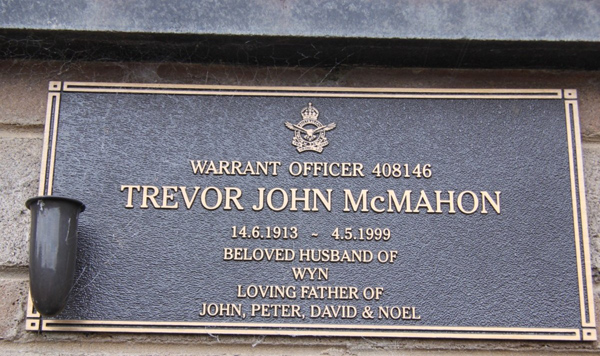 WARRANT OFFICER 408146
TREVOR JOHN McMAHON
14.6.1913 - 4.5.1999
BELOVED HUSBAND OF
WYN
LOVING FATHER OF
JOHN, PETER, DAVID & NOEL